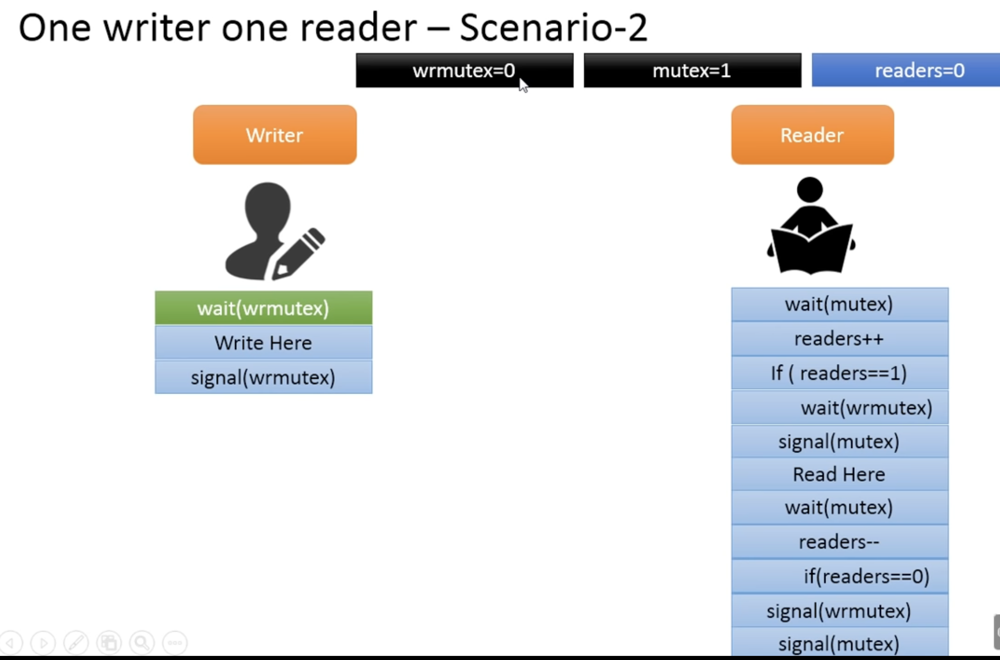 One writer one reader – Scenario-2
wrmutex=0
mutex=1
readers=0
Writer
Reader
wait(wrmutex)
Write Here
signal(wrmutex)
wait(mutex)
readers++
If ( readers==1)
wait(wrmutex)
signal(mutex)
Read Here
wait(mutex)
readers--
if(readers==0)
signal(wrmutex)
signal(mutex)